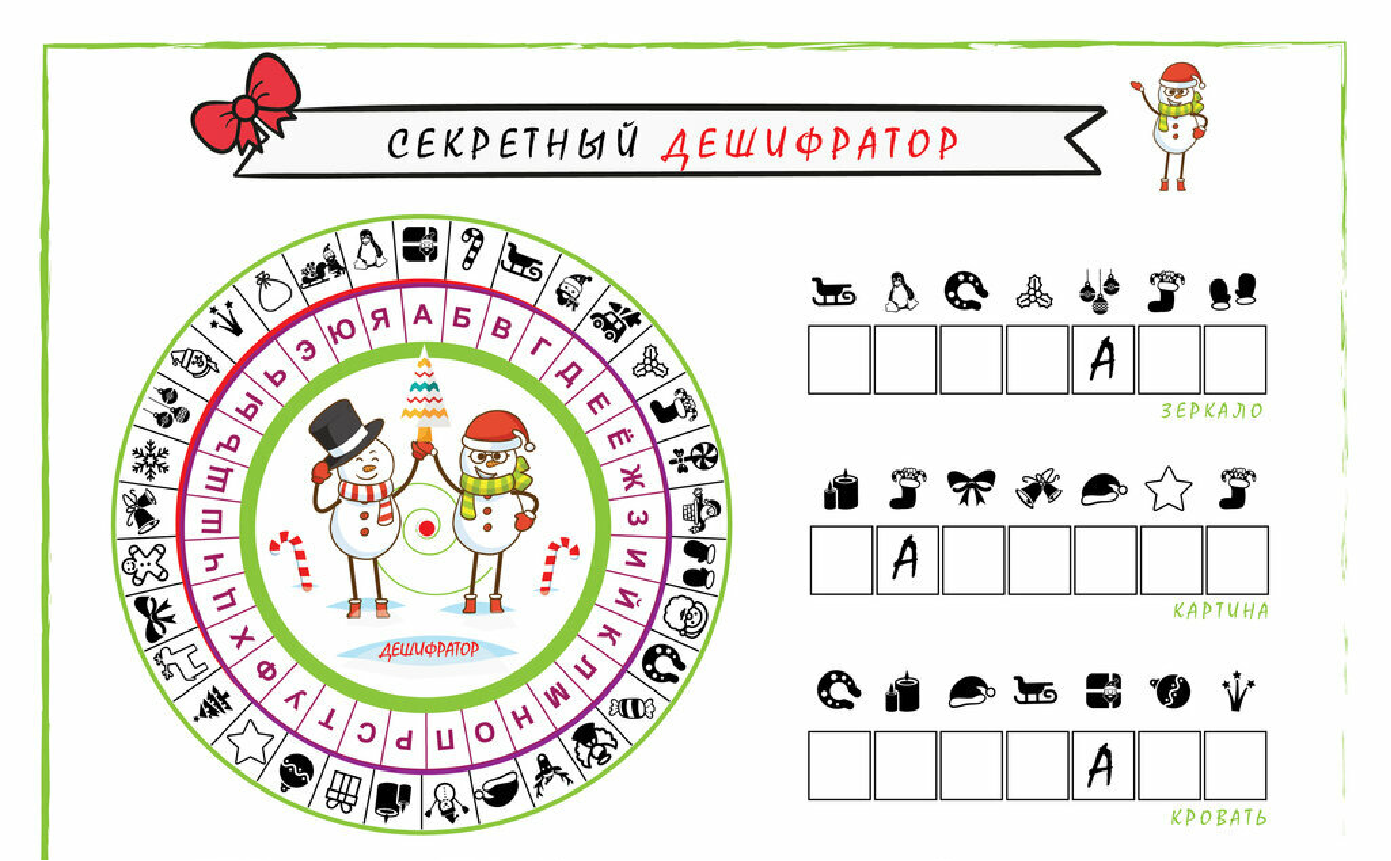 СЕКРЕТНЫЙ ДЕШИФРАТОР
А Б В Г Д Е Ё Ж З И Й К Л М Н О П Р С Т У Ф Х Ц Ч Ш Щ Ъ Ы Ь Э Ю Я
ДЕШИФРАТОР
А
ЗЕРКАЛО
А
КАРТИНА
А
КРОВАТЬ